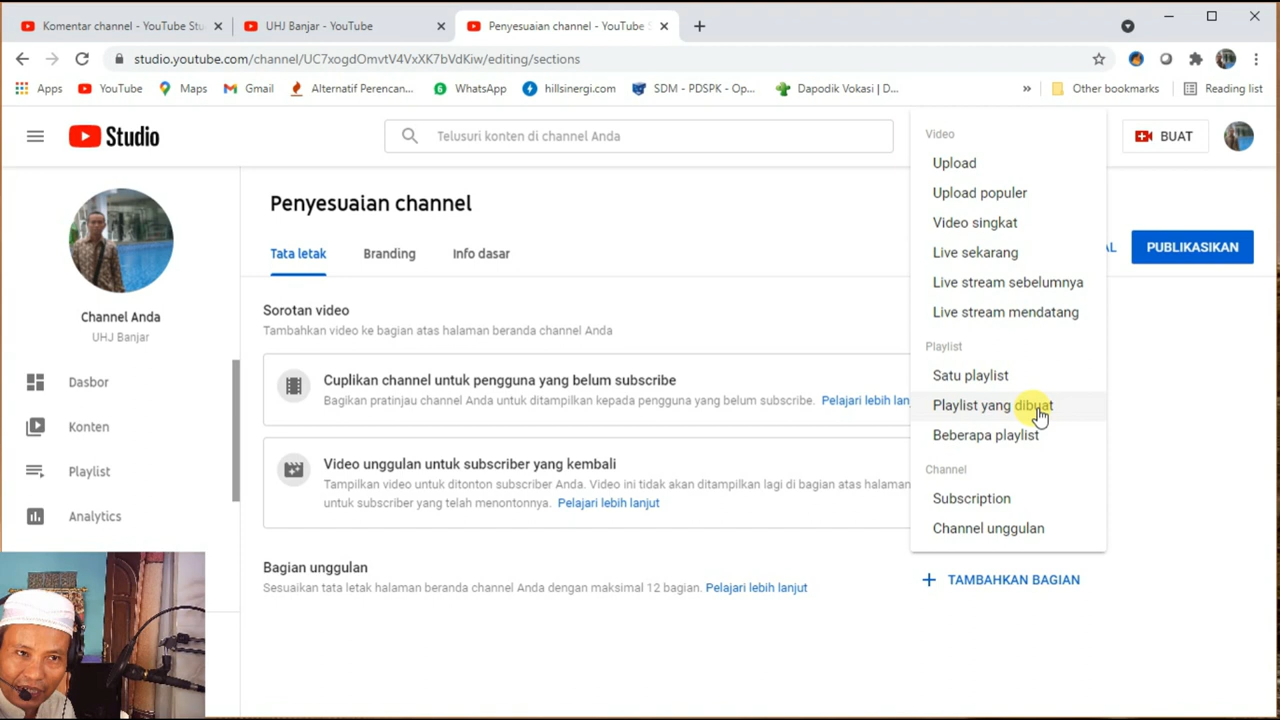 Komentar channel - YouTube Stu
UHJ Banjar - YouTube
Penyesuaian channel - YouTube S
studio.youtube.com/channel/UC7xogdOmvtV4VxXK7bVdKiw/editing/sections
Apps
YouTube
Maps
Gmail
Alternatif Perencan...
WhatsApp
hillsinergi.com
SDM - PDSPK - Op...
Dapodik Vokasi | D...
»
Other bookmarks
Reading list
Studio
Telusuri konten di channel Anda
BUAT
Channel Anda
UHJ Banjar
Dasbor
Konten
Playlist
Analytics
Penyesuaian channel
Tata letak
Branding
Info dasar
AL
PUBLIKASIKAN
Sorotan video
Tambahkan video ke bagian atas halaman beranda channel Anda
Cuplikan channel untuk pengguna yang belum subscribe
Bagikan pratinjau channel Anda untuk ditampilkan kepada pengguna yang belum subscribe. Pelajari lebih lan
Video unggulan untuk subscriber yang kembali
Tampilkan video untuk ditonton subscriber Anda. Video ini tidak akan ditampilkan lagi di bagian atas halaman
untuk subscriber yang telah menontonnya. Pelajari lebih lanjut
Bagian unggulan
Sesuaikan tata letak halaman beranda channel Anda dengan maksimal 12 bagian. Pelajari lebih lanjut
Video
Upload
Upload populer
Video singkat
Live sekarang
Live stream sebelumnya
Live stream mendatang
Playlist
Satu playlist
Playlist yang dibuat
Beberapa playlist
Channel
Subscription
Channel unggulan
+ TAMBAHKAN BAGIAN